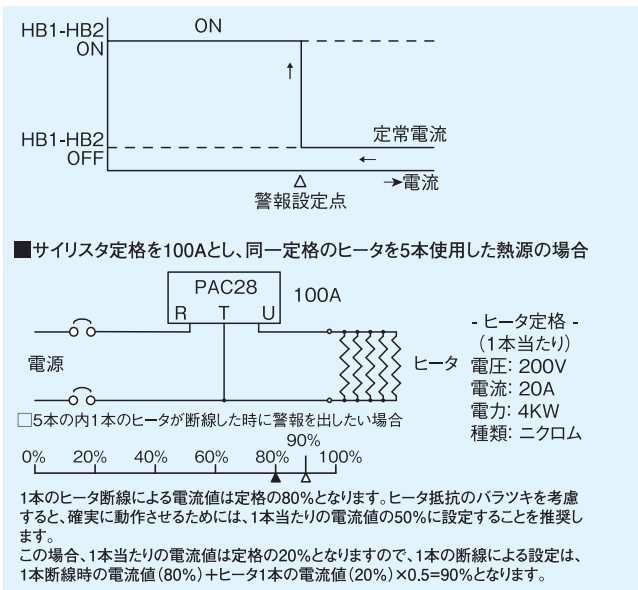 HB1-HB2
ON
ON
HB1-HB2
OFF
定常電流
→電流
警報設定点
■サイリスタ定格を100Aとし、同一定格のヒータを5本使用した熱源の場合
PAC28
100A
R T U
電源
ヒータ
- ヒータ定格 -
(1本当たり)
電圧: 200V
電流: 20A
電力: 4KW
種類: ニクロム
□5本の内1本のヒータが断線した時に警報を出したい場合
90%
0% 20% 40% 60% 80% 100%
1本のヒータ断線による電流値は定格の80%となります。ヒータ抵抗のバラツキを考慮
すると、確実に動作させるためには、1本当たりの電流値の50%に設定することを推奨し
ます。
この場合、1本当たりの電流値は定格の20%となりますので、1本の断線による設定は、
1本断線時の電流値(80%)+ヒータ1本の電流値(20%)×0.5=90%となります。